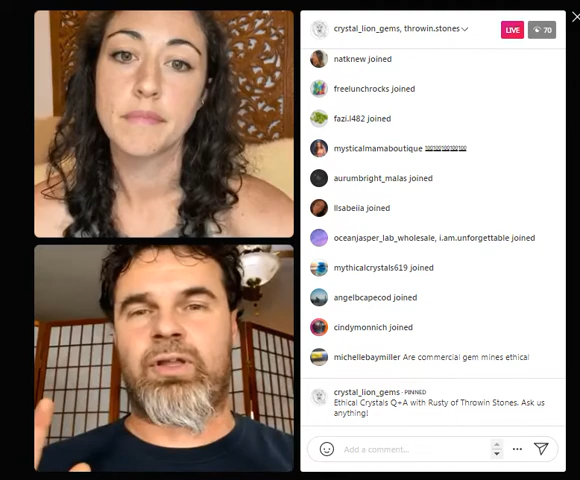 crystal_lion_gems, throwin.stones
LIVE
70
natknew joined
freelunchrocks joined
fazi.l482 joined
mysticalmamaboutique 💯💯💯💯💯💯
aurumbright_malas joined
oceanjasper_lab_wholesale, i.am.unforgettable joined
mythicalcrystals619 joined
angelbcapecod joined
cindymonnich joined
michellebaymiller Are commercial gem mines ethical
crystal_lion_gems · PINNED
Ethical Crystals Q+A with Rusty of Throwin Stones. Ask us
anything!
Add a comment...